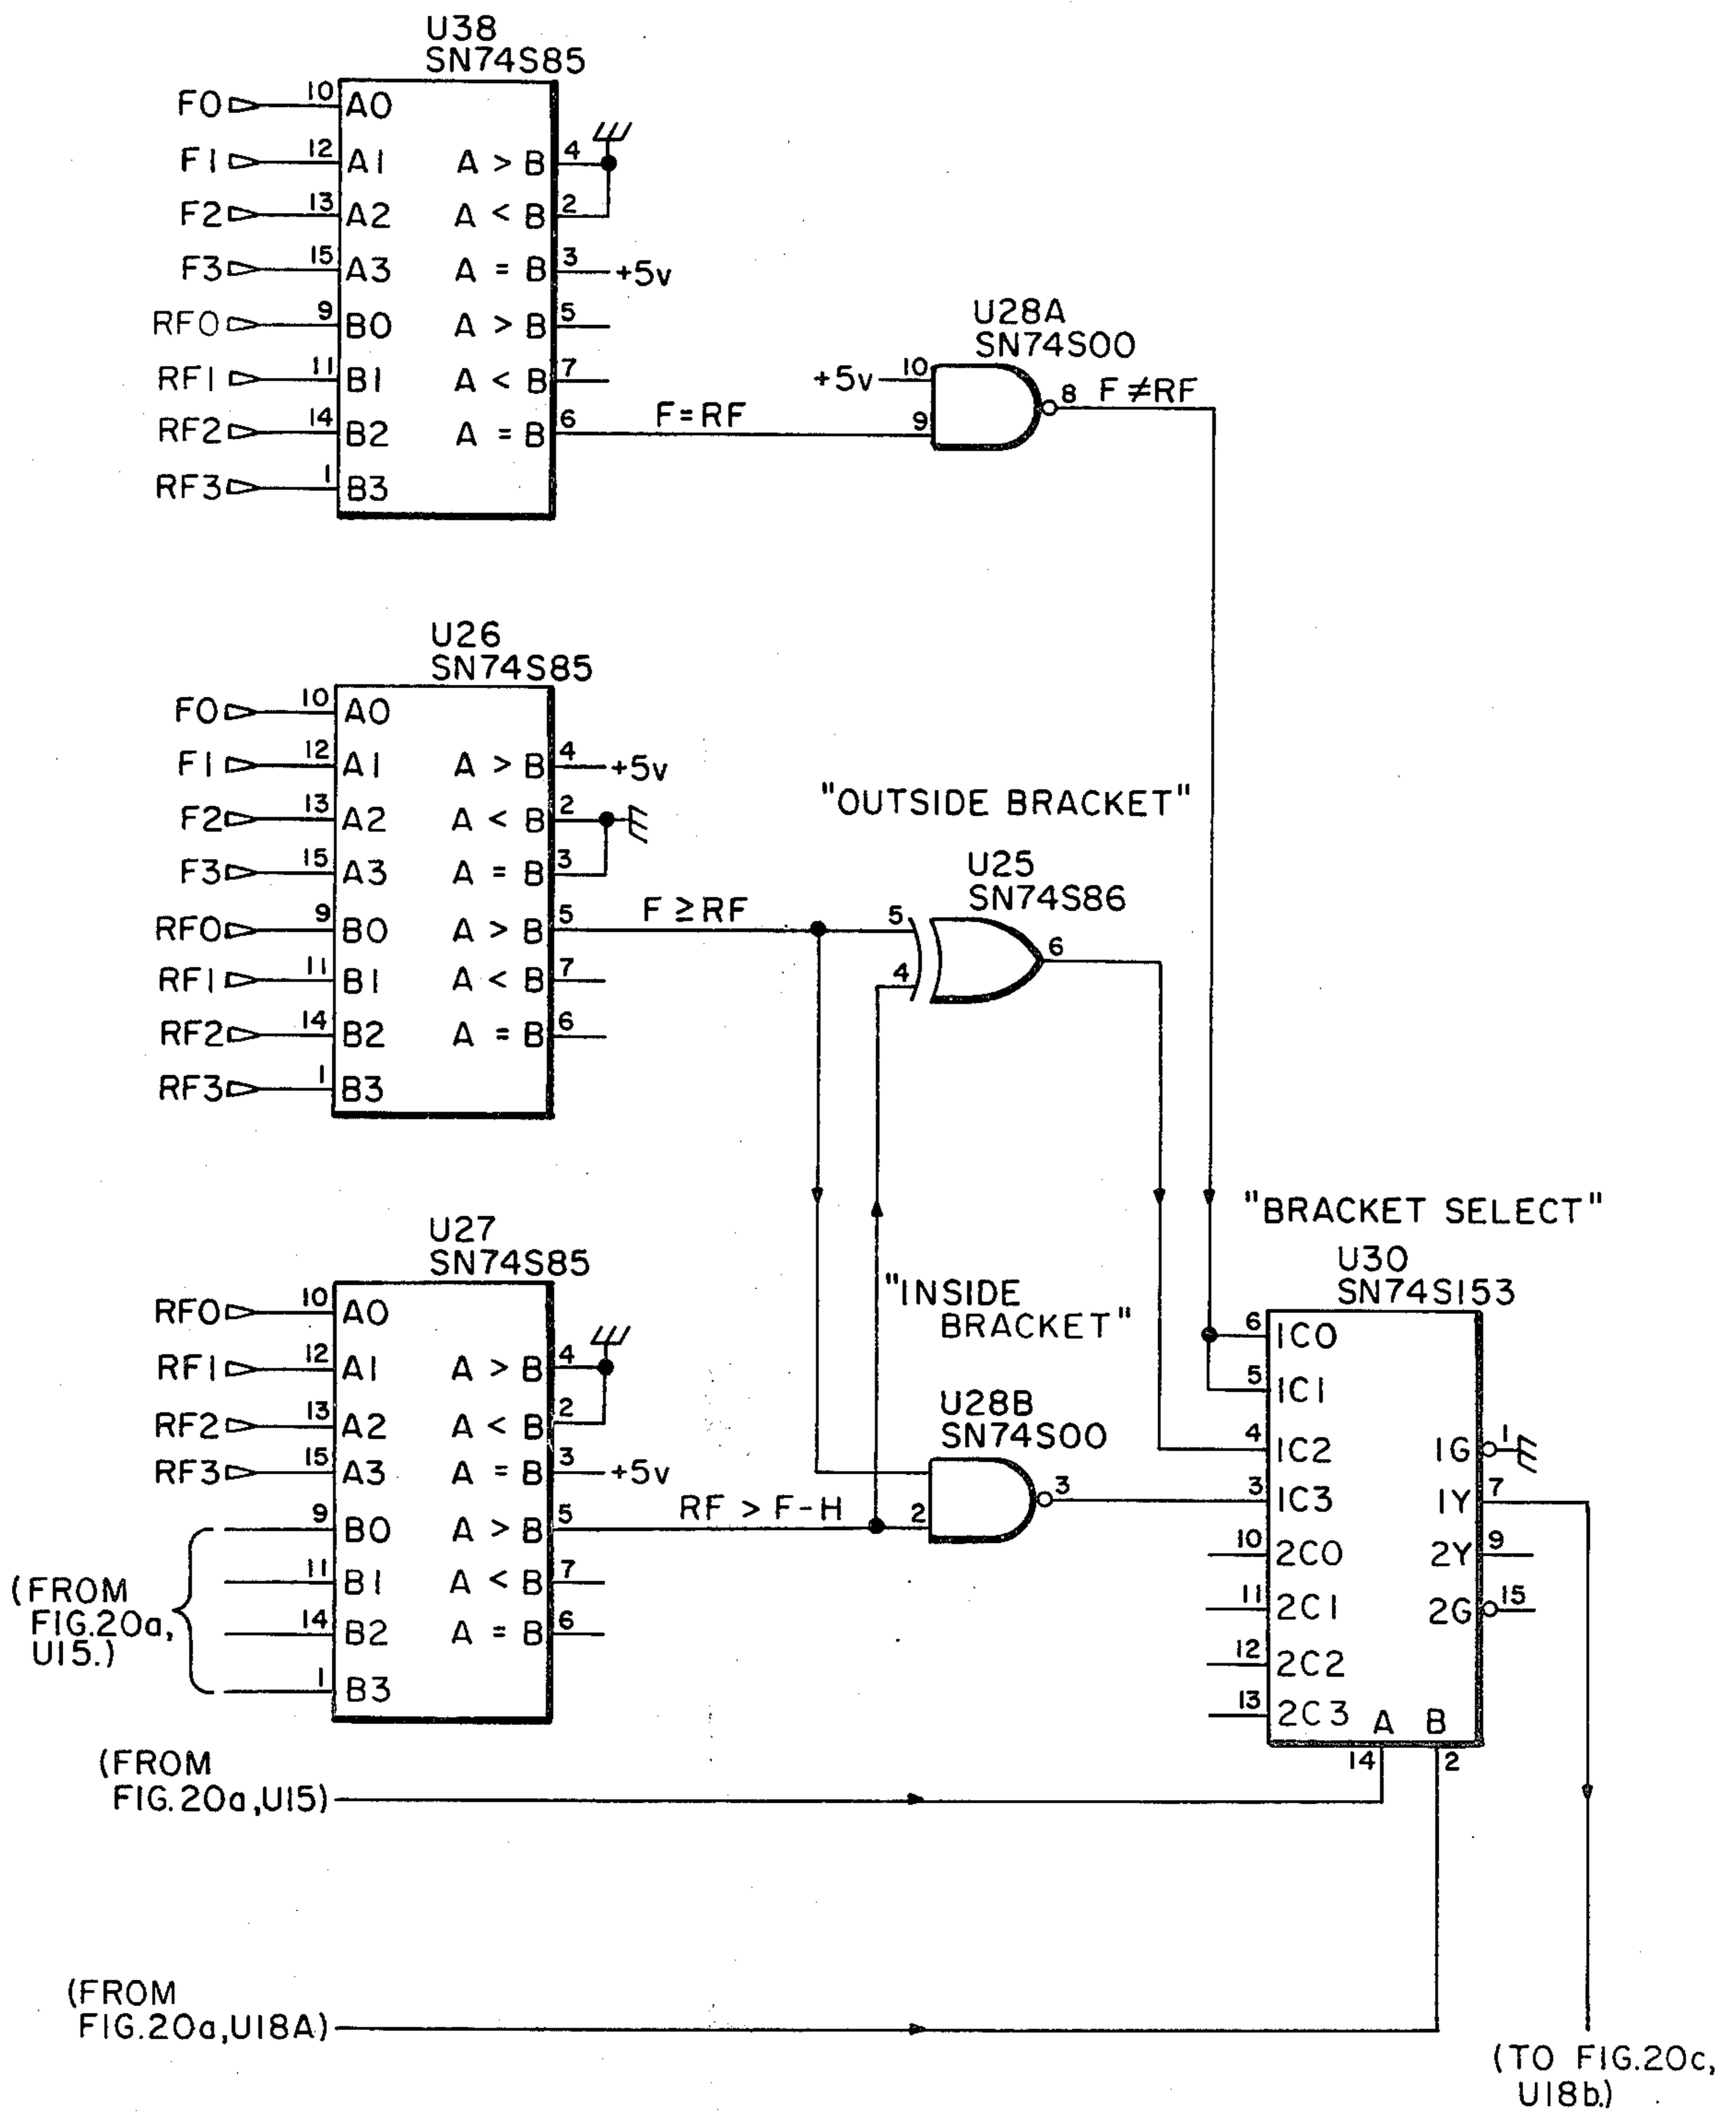 U38
SN74S85
F0 10 A0
F1 12 A1 A > B 4
F2 13 A2 A < B 2
F3 15 A3 A = B 3 +5v
RF0 9 B0 A > B 5
RF1 11 B1 A < B 7
RF2 14 B2 A = B 6 F=RF
RF3 1 B3
U28A
SN74S00
+5v 10
9
8 F≠RF
U26
SN74S85
F0 10 A0
F1 12 A1 A > B 4 +5v
F2 13 A2 A < B 2
F3 15 A3 A = B 3
RF0 9 B0 A > B 5 F ≥ RF
RF1 11 B1 A < B 7
RF2 14 B2 A = B 6
RF3 1 B3
"OUTSIDE BRACKET"
U25
SN74S86
5
4
6
U27
SN74S85
RF0 10 A0
RF1 12 A1 A > B 4
RF2 13 A2 A < B 2
RF3 15 A3 A = B 3 +5v
9 B0 A > B 5 RF > F-H
11 B1 A < B 7
14 B2 A = B 6
1 B3
(FROM
FIG.20a,
U15.)
"INSIDE
BRACKET"
U28B
SN74S00
2
3
"BRACKET SELECT"
U30
SN74S153
6 1C0
5 1C1
4 1C2 1G 1
3 1C3 1Y 7
10 2C0 2Y 9
11 2C1 2G 15
12 2C2
13 2C3 A B
14 2
(FROM
FIG.20a,U15)
(FROM
FIG.20a,U18A)
(TO FIG.20c,
U18b.)